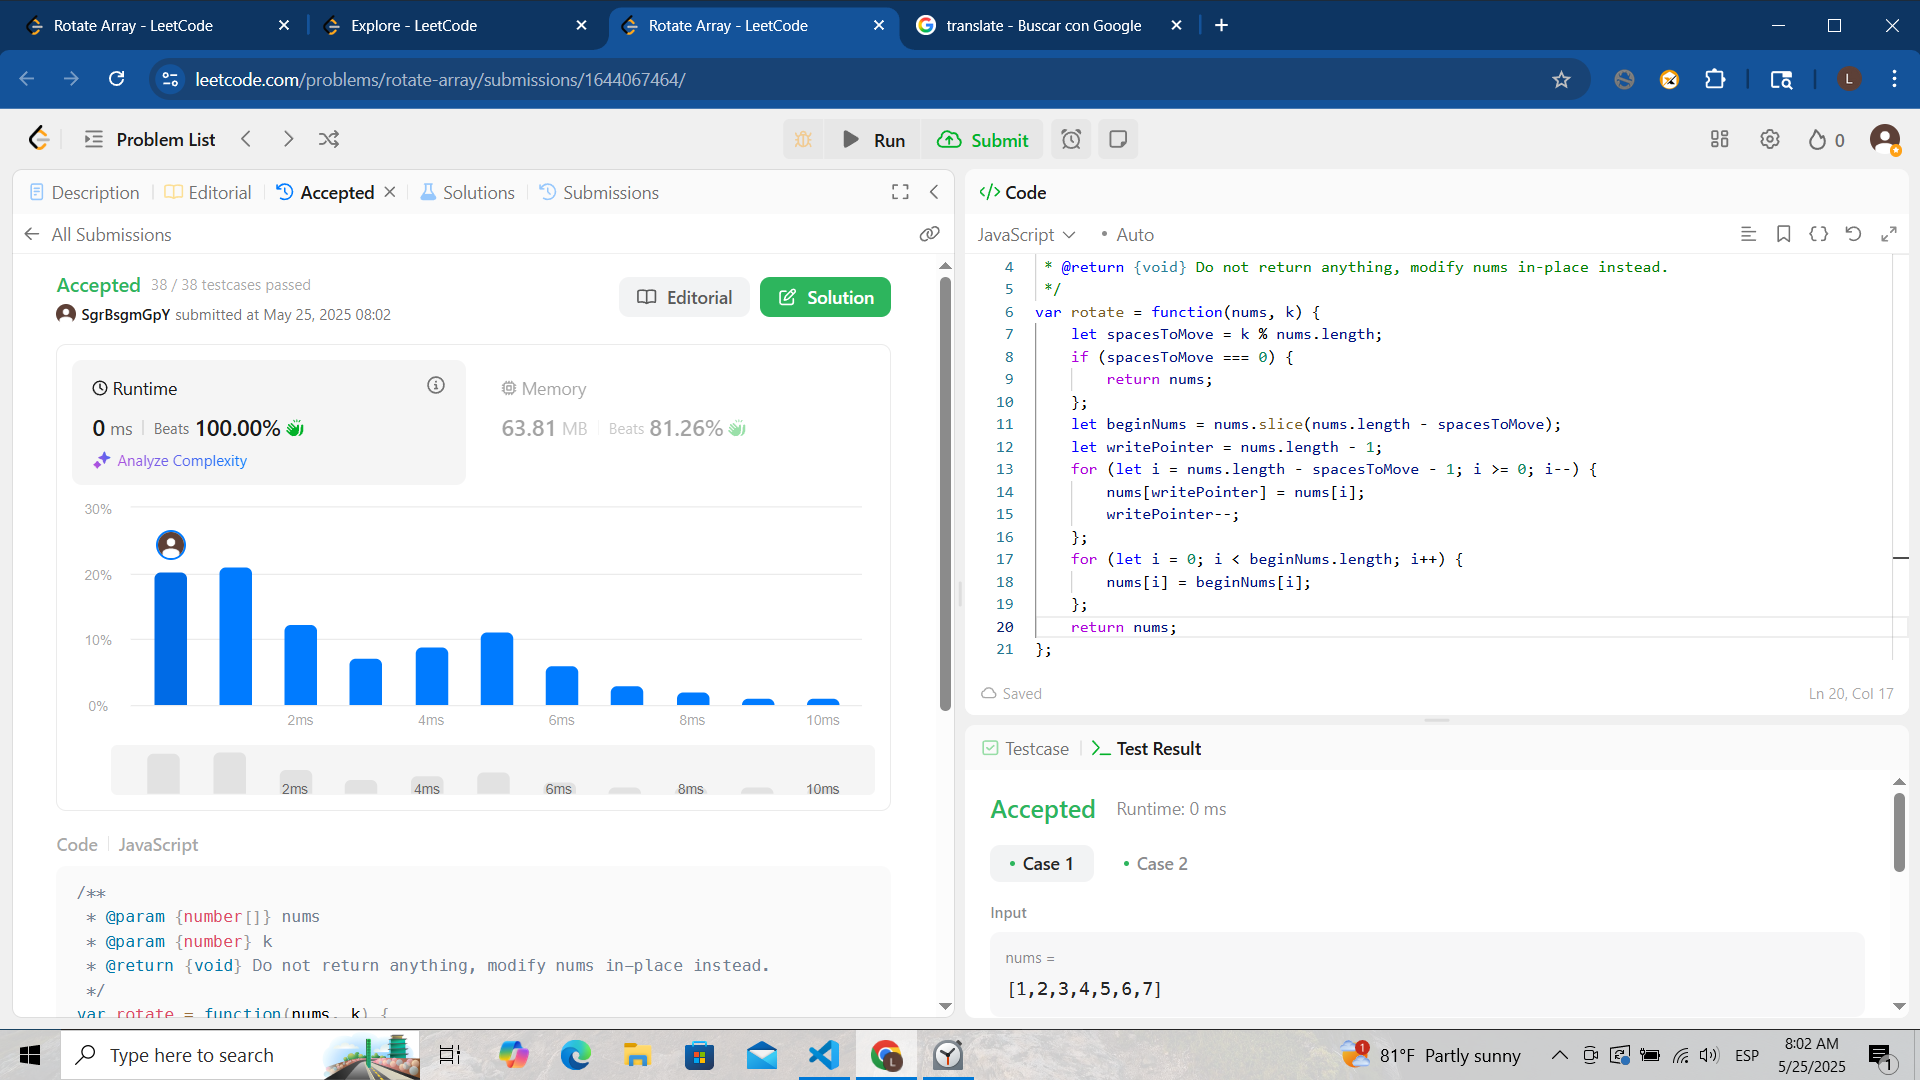 Rotate Array - LeetCode
Explore - LeetCode
Rotate Array - LeetCode
translate - Buscar con Google
leetcode.com/problems/rotate-array/submissions/1644067464/
L
Problem List
Run
Submit
0
Description
Editorial
Accepted
Solutions
Submissions
All Submissions
Accepted 38 / 38 testcases passed
SgrBsgmGpY submitted at May 25, 2025 08:02
Editorial
Solution
Runtime
0 ms Beats 100.00%
Analyze Complexity
Memory
63.81 MB Beats 81.26%
30%
20%
10%
0%
2ms 4ms 6ms 8ms 10ms
2ms 4ms 6ms 8ms 10ms
Code JavaScript
/**
* @param {number[]} nums
* @param {number} k
* @return {void} Do not return anything, modify nums in-place instead.
*/
var rotate = function(nums, k) {
</> Code
JavaScript • Auto
4 * @return {void} Do not return anything, modify nums in-place instead.
5 */
6 var rotate = function(nums, k) {
7 let spacesToMove = k % nums.length;
8 if (spacesToMove === 0) {
9 return nums;
10 };
11 let beginNums = nums.slice(nums.length - spacesToMove);
12 let writePointer = nums.length - 1;
13 for (let i = nums.length - spacesToMove - 1; i >= 0; i--) {
14 nums[writePointer] = nums[i];
15 writePointer--;
16 };
17 for (let i = 0; i < beginNums.length; i++) {
18 nums[i] = beginNums[i];
19 };
20 return nums;
21 };
Saved
Ln 20, Col 17
Testcase
Test Result
Accepted Runtime: 0 ms
• Case 1 • Case 2
Input
nums =
[1,2,3,4,5,6,7]
Type here to search
L
1
81°F Partly sunny
ESP
8:02 AM
5/25/2025
1